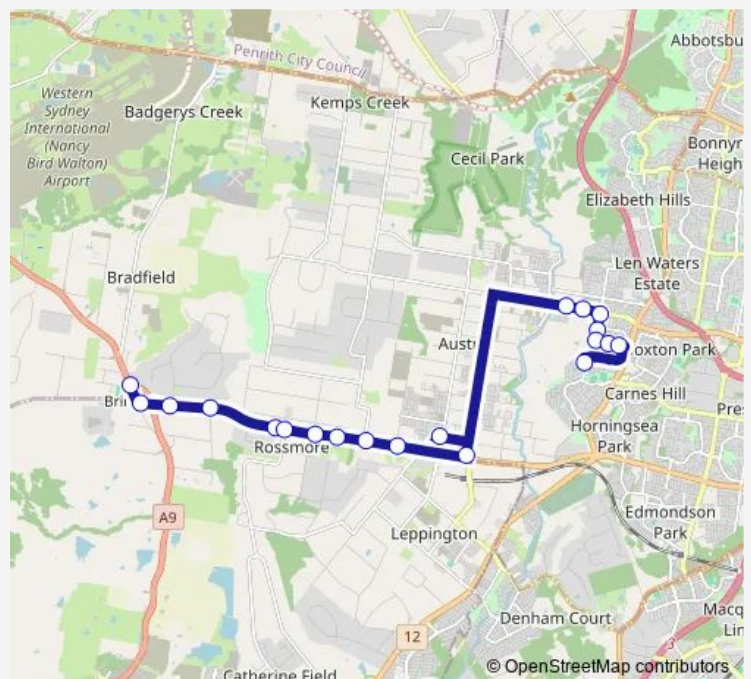 Abbotsbu
Penrith City Council
Western
Sydney
International
(Nancy
Bird Walton)
Airport
Badgerys Creek
Kemps Creek
Bonnyr
Heigh
Cecil Park
Elizabeth Hills
Bradfield
Len Waters
Estate
Aust
oxton Park
Carnes Hill
Brin
Pre
Horningsea
Park
Rossmore
A9
Edmondson
Park
Leppington
Macq
Lin
Denham Court
12
3
Catherine Field
© OpenStreetMap contributors